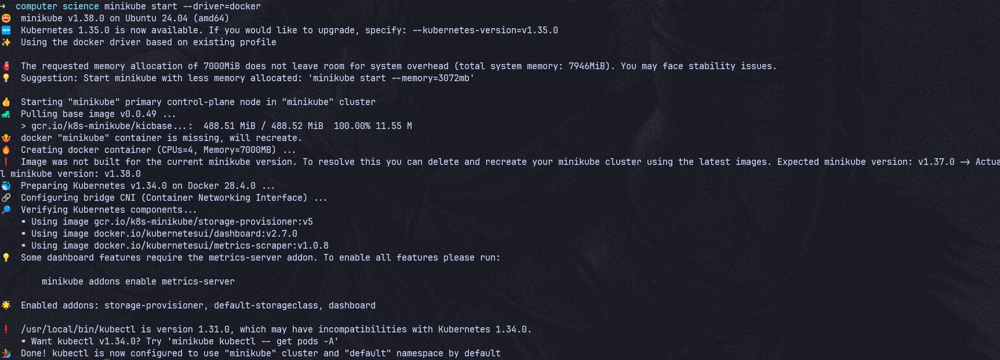 → computer science minikube start --driver=docker
😄 minikube v1.38.0 on Ubuntu 24.04 (amd64)
🆕 Kubernetes 1.35.0 is now available. If you would like to upgrade, specify: --kubernetes-version=v1.35.0
✨ Using the docker driver based on existing profile
🧯 The requested memory allocation of 7000MiB does not leave room for system overhead (total system memory: 7946MiB). You may face stability issues.
💡 Suggestion: Start minikube with less memory allocated: 'minikube start --memory=3072mb'
👍 Starting "minikube" primary control-plane node in "minikube" cluster
🚜 Pulling base image v0.0.49 ...
> gcr.io/k8s-minikube/kicbase...: 488.51 MiB / 488.52 MiB 100.00% 11.55 M
🤷 docker "minikube" container is missing, will recreate.
🔥 Creating docker container (CPUs=4, Memory=7000MB) ...
❗ Image was not built for the current minikube version. To resolve this you can delete and recreate your minikube cluster using the latest images. Expected minikube version: v1.37.0 -> Actua
l minikube version: v1.38.0
🐳 Preparing Kubernetes v1.34.0 on Docker 28.4.0 ...
🔗 Configuring bridge CNI (Container Networking Interface) ...
🔎 Verifying Kubernetes components...
▪ Using image gcr.io/k8s-minikube/storage-provisioner:v5
▪ Using image docker.io/kubernetesui/dashboard:v2.7.0
▪ Using image docker.io/kubernetesui/metrics-scraper:v1.0.8
💡 Some dashboard features require the metrics-server addon. To enable all features please run:
minikube addons enable metrics-server
🌟 Enabled addons: storage-provisioner, default-storageclass, dashboard
❗ /usr/local/bin/kubectl is version 1.31.0, which may have incompatibilities with Kubernetes 1.34.0.
▪ Want kubectl v1.34.0? Try 'minikube kubectl -- get pods -A'
🏄 Done! kubectl is now configured to use "minikube" cluster and "default" namespace by default